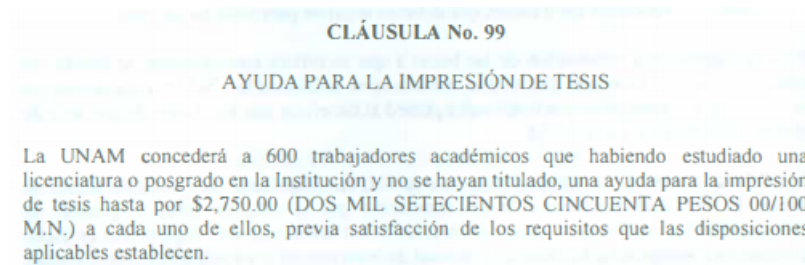 CLÁUSULA No. 99
AYUDA PARA LA IMPRESIÓN DE TESIS
La UNAM concederá a 600 trabajadores académicos que habiendo estudiado una
licenciatura o posgrado en la Institución y no se hayan titulado, una ayuda para la impresión
de tesis hasta por $2,750.00 (DOS MIL SETECIENTOS CINCUENTA PESOS 00/100
M.N.) a cada uno de ellos, previa satisfacción de los requisitos que las disposiciones
aplicables establecen.